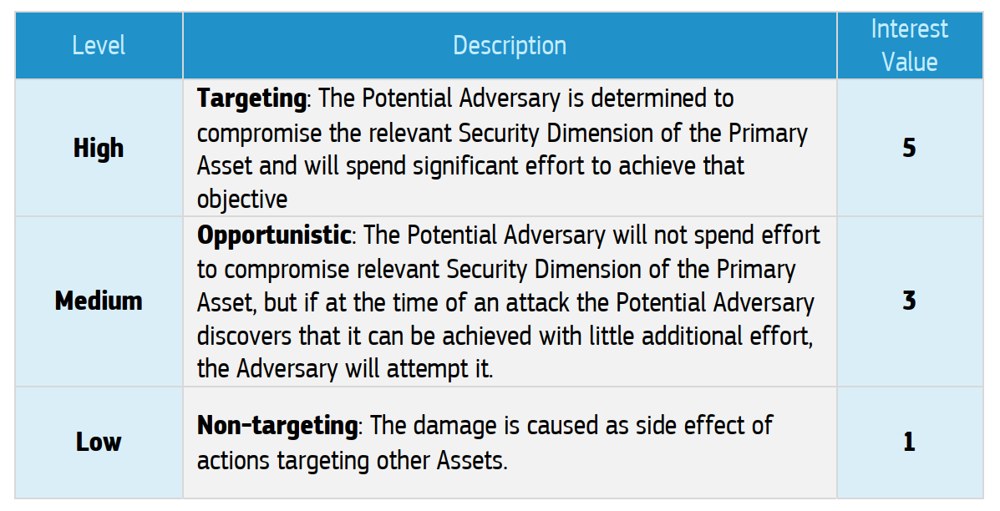 Level
Description
Interest
Value
High
Targeting: The Potential Adversary is determined to
compromise the relevant Security Dimension of the Primary
Asset and will spend significant effort to achieve that
objective
5
Medium
Opportunistic: The Potential Adversary will not spend effort
to compromise relevant Security Dimension of the Primary
Asset, but if at the time of an attack the Potential Adversary
discovers that it can be achieved with little additional effort,
the Adversary will attempt it.
3
Low
Non-targeting: The damage is caused as side effect of
actions targeting other Assets.
1